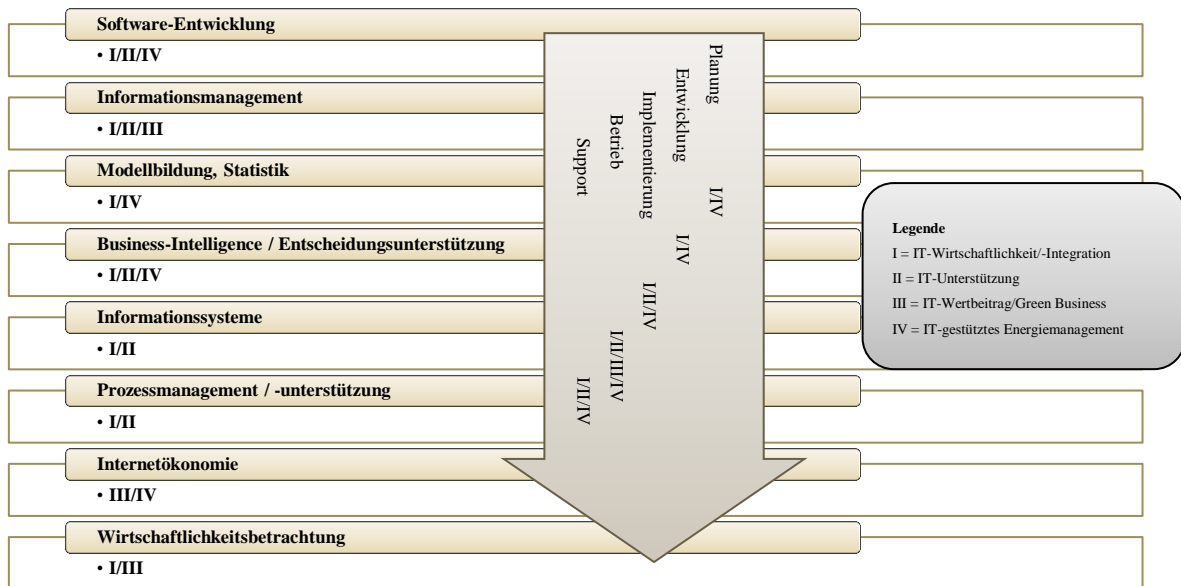 Software-Entwicklung
• I/II/IV
Informationsmanagement
• I/II/III
Modellbildung, Statistik
• I/IV
Business-Intelligence / Entscheidungsunterstützung
• I/II/IV
Informationssysteme
• I/II
Prozessmanagement / -unterstützung
• I/II
Internetökonomie
• III/IV
Wirtschaftlichkeitsbetrachtung
• I/III
Planung I/IV
Entwicklung I/IV
Implementierung I/II/IV
Betrieb I/II/III/IV
Support I/II/IV
Legende
I = IT-Wirtschaftlichkeit/-Integration
II = IT-Unterstützung
III = IT-Wertbeitrag/Green Business
IV = IT-gestütztes Energiemanagement